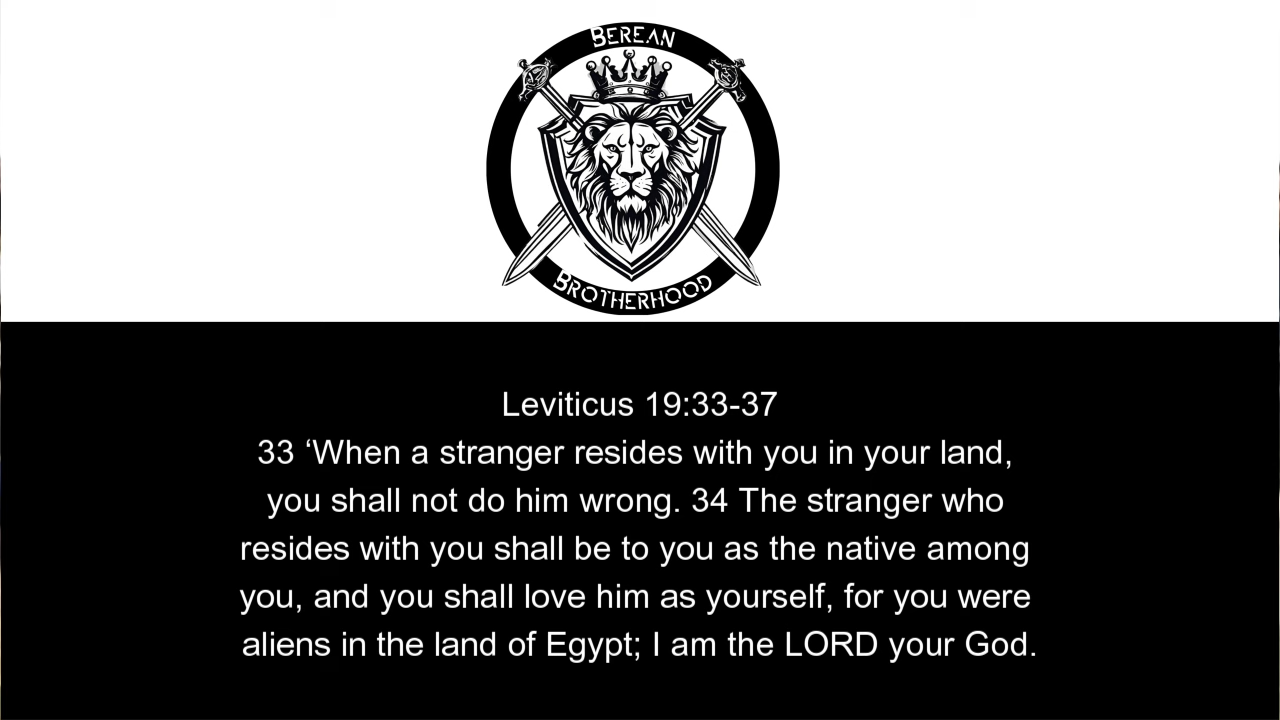 BEREAN
BROTHERHOOD
Leviticus 19:33-37
33 ‘When a stranger resides with you in your land,
you shall not do him wrong. 34 The stranger who
resides with you shall be to you as the native among
you, and you shall love him as yourself, for you were
aliens in the land of Egypt; I am the LORD your God.